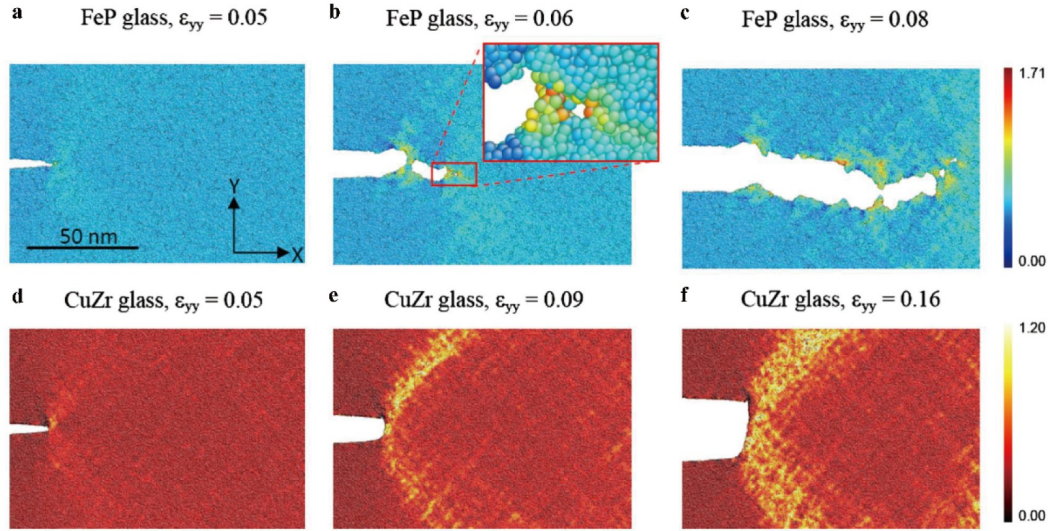 a FeP glass, εyy = 0.05
b FeP glass, εyy = 0.06
c FeP glass, εyy = 0.08
1.71
0.00
50 nm
Y
X
d CuZr glass, εyy = 0.05
e CuZr glass, εyy = 0.09
f CuZr glass, εyy = 0.16
1.20
0.00